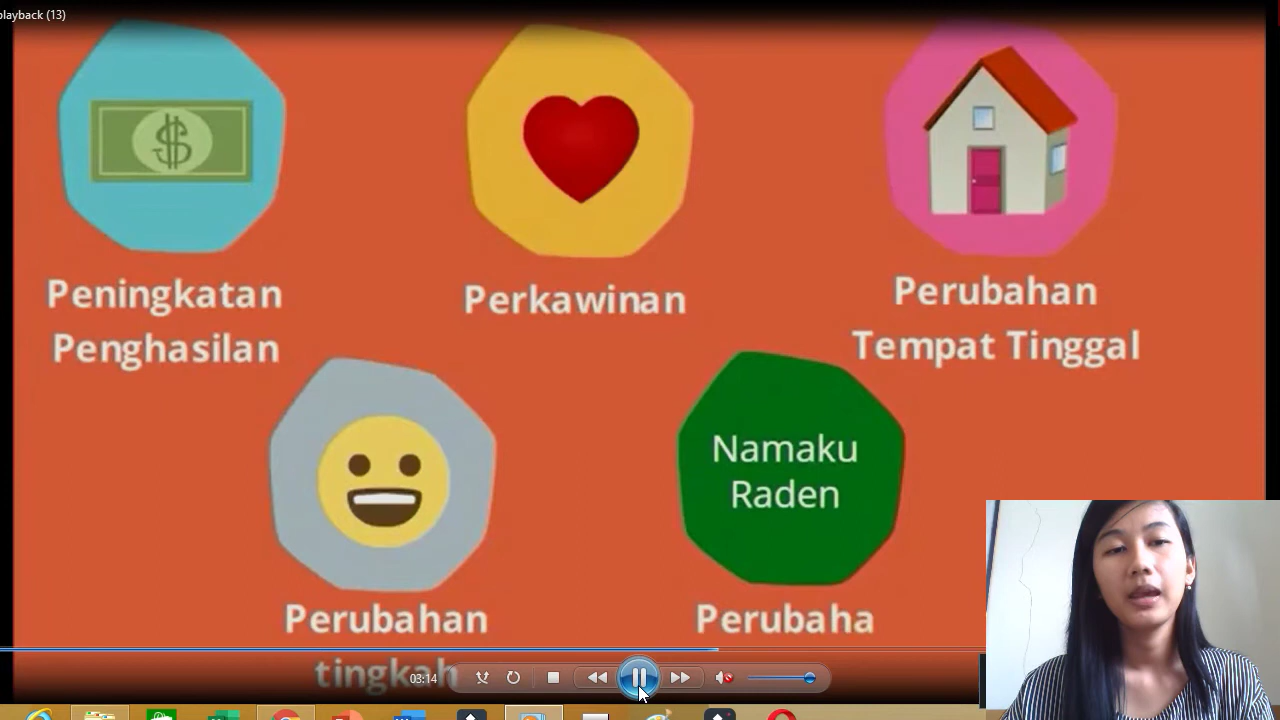 playback (13)
Peningkatan
Penghasilan
Perkawinan
Perubahan
Tempat Tinggal
Namaku
Raden
Perubahan
tingkah
Perubaha
03:14